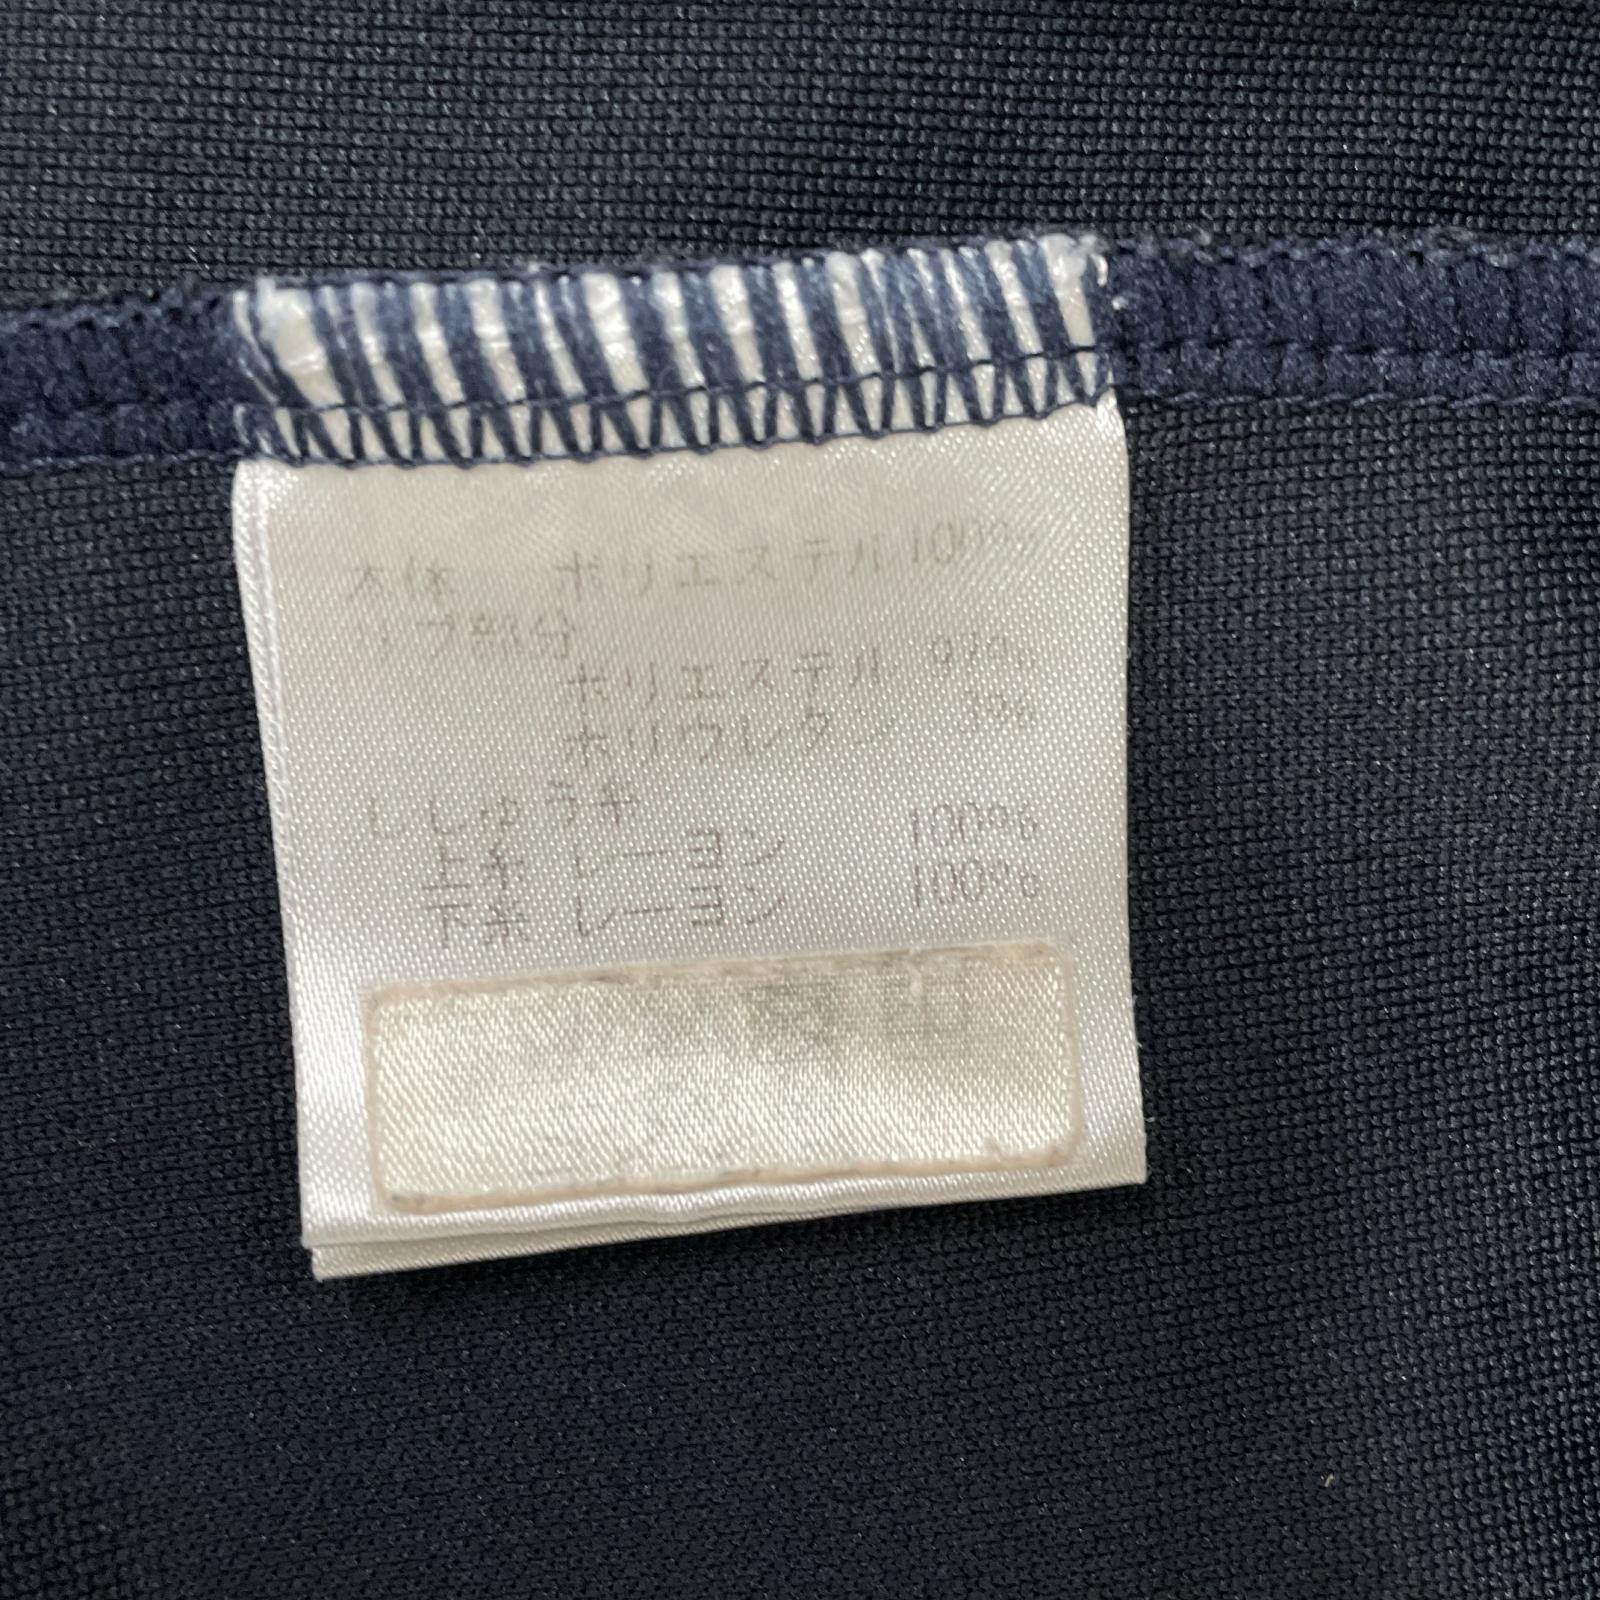 本体 ポリエステル100%
リブ部分
ポリエステル 97%
ポリウレタン 3%
ししゅう糸
上糸 レーヨン 100%
下糸 レーヨン 100%